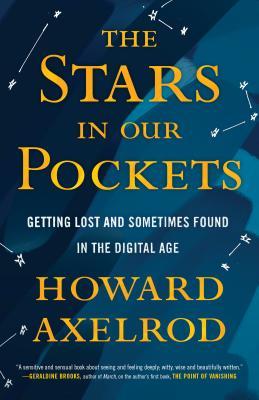 THE
STARS
IN OUR
POCKETS
GETTING LOST AND SOMETIMES FOUND
IN THE DIGITAL AGE
HOWARD
AXELROD
"A sensitive and sensual book about seeing and feeling deeply; witty, wise and beautifully written."
—GERALDINE BROOKS, author of March, on the author's first book, THE POINT OF VANISHING